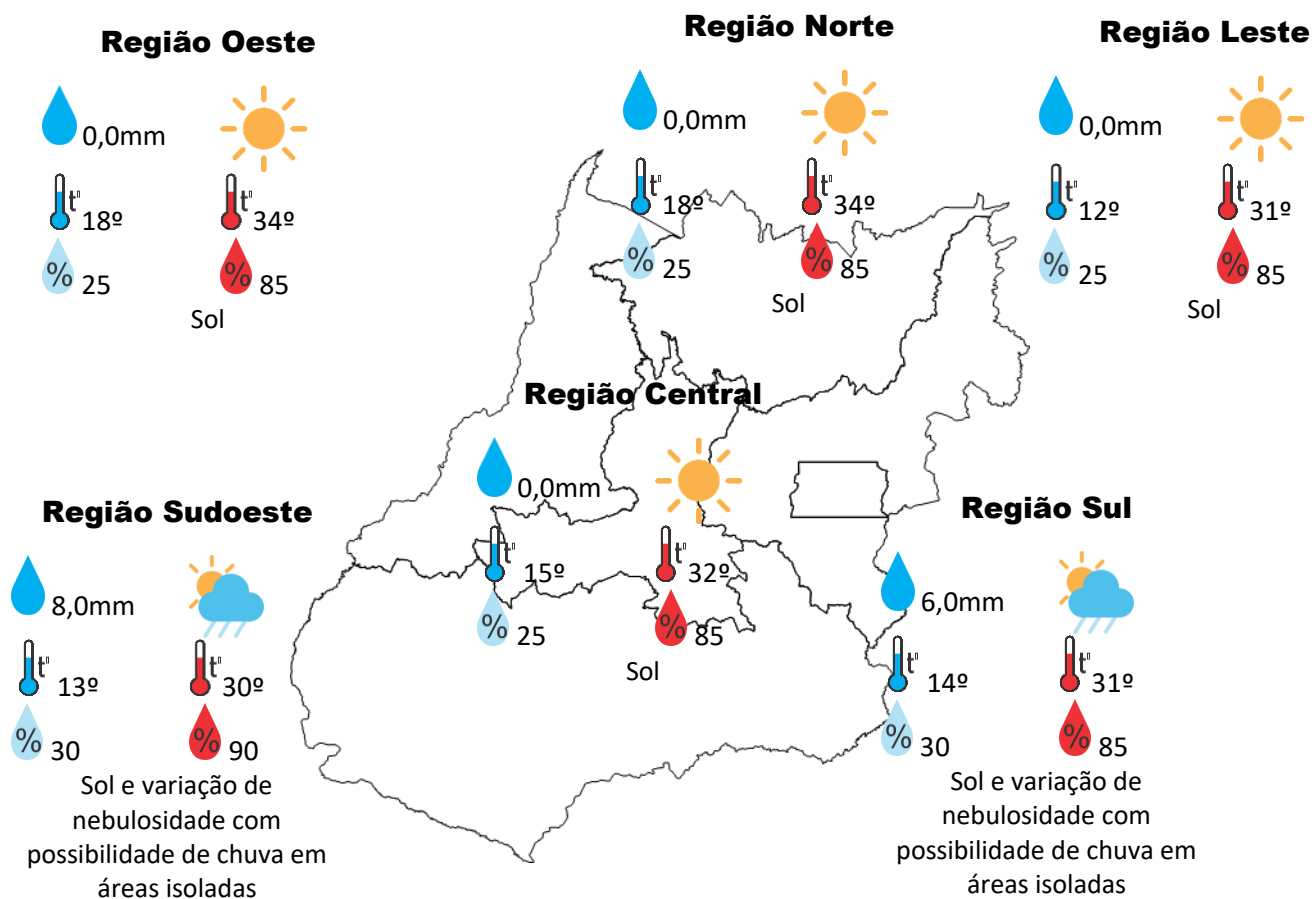 Região Oeste
0,0mm
t°
18º
t°
34º
% 25
% 85
Sol
Região Norte
0,0mm
t°
18º
t°
34º
% 25
% 85
Sol
Região Leste
0,0mm
t°
12º
t°
31º
% 25
% 85
Sol
Região Central
0,0mm
t°
15º
t°
32º
% 25
% 85
Sol
Região Sudoeste
8,0mm
t°
13º
t°
30º
% 30
% 90
Sol e variação de
nebulosidade com
possibilidade de chuva em
áreas isoladas
Região Sul
6,0mm
t°
14º
t°
31º
% 30
% 85
Sol e variação de
nebulosidade com
possibilidade de chuva em
áreas isoladas